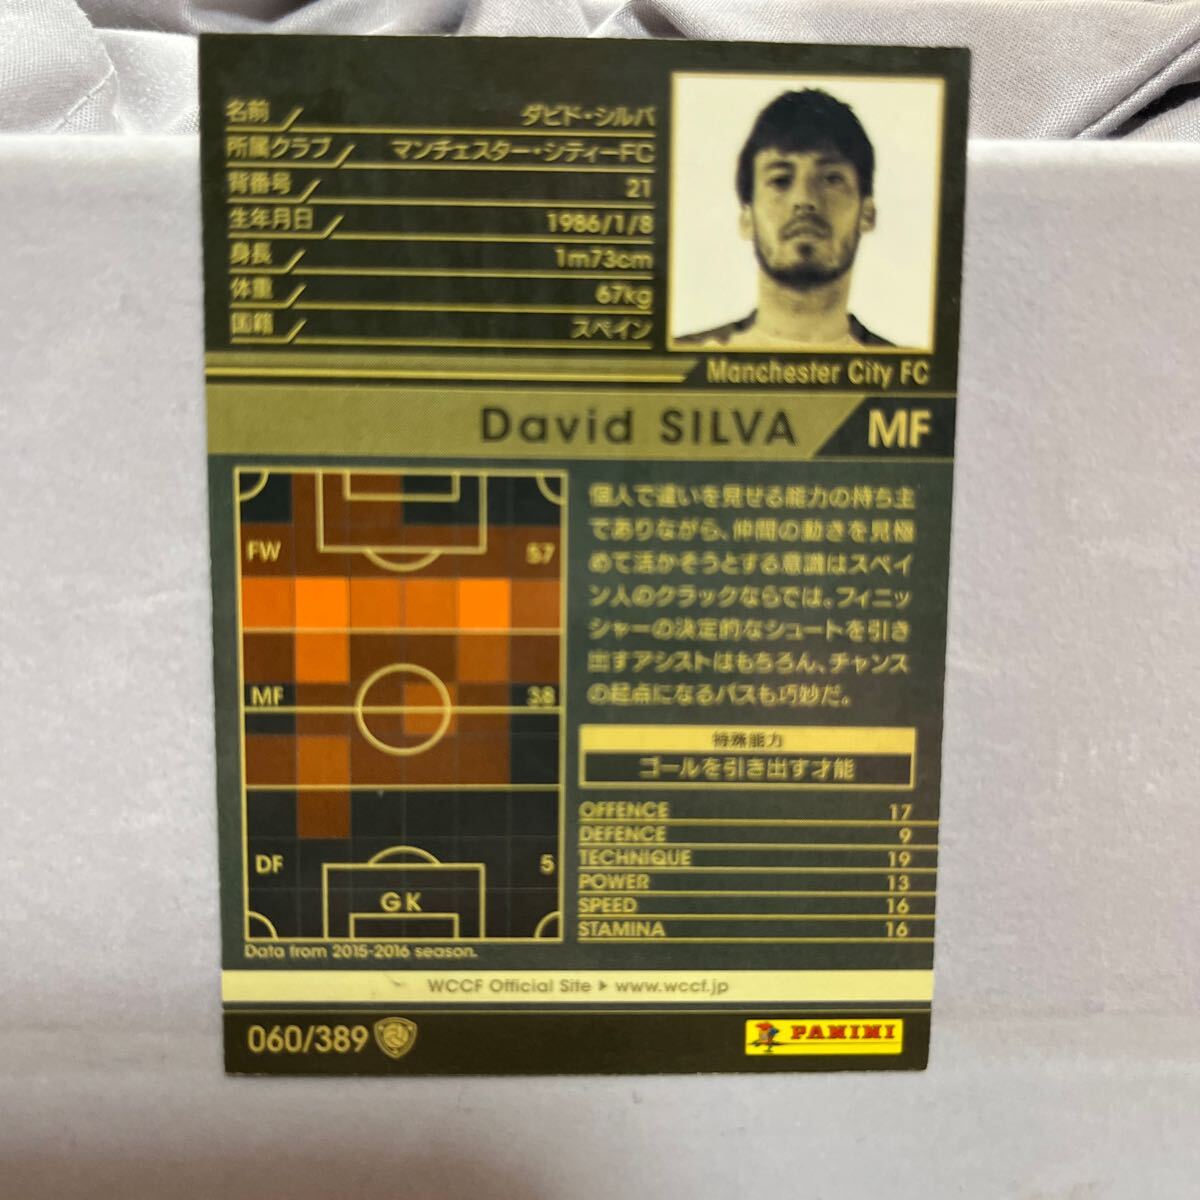 名前 ダビド・シルバ
所属クラブ マンチェスター・シティーFC
背番号 21
生年月日 1986/1/8
身長 1m73cm
体重 67kg
国籍 スペイン
Manchester City FC
David SILVA MF
FW 57
MF 38
DF 5
GK
Data from 2015-2016 season.
個人で違いを見せる能力の持ち主
でありながら、仲間の動きを見極
めて活かそうとする意識はスペイ
ン人のクラックならでは。フィニッ
シャーの決定的なシュートを引き
出すアシストはもちろん、チャンス
の起点になるパスも巧妙だ。
特殊能力
ゴールを引き出す才能
OFFENCE 17
DEFENCE 9
TECHNIQUE 19
POWER 13
SPEED 16
STAMINA 16
WCCF Official Site ▶ www.wccf.jp
060/389
PANINI